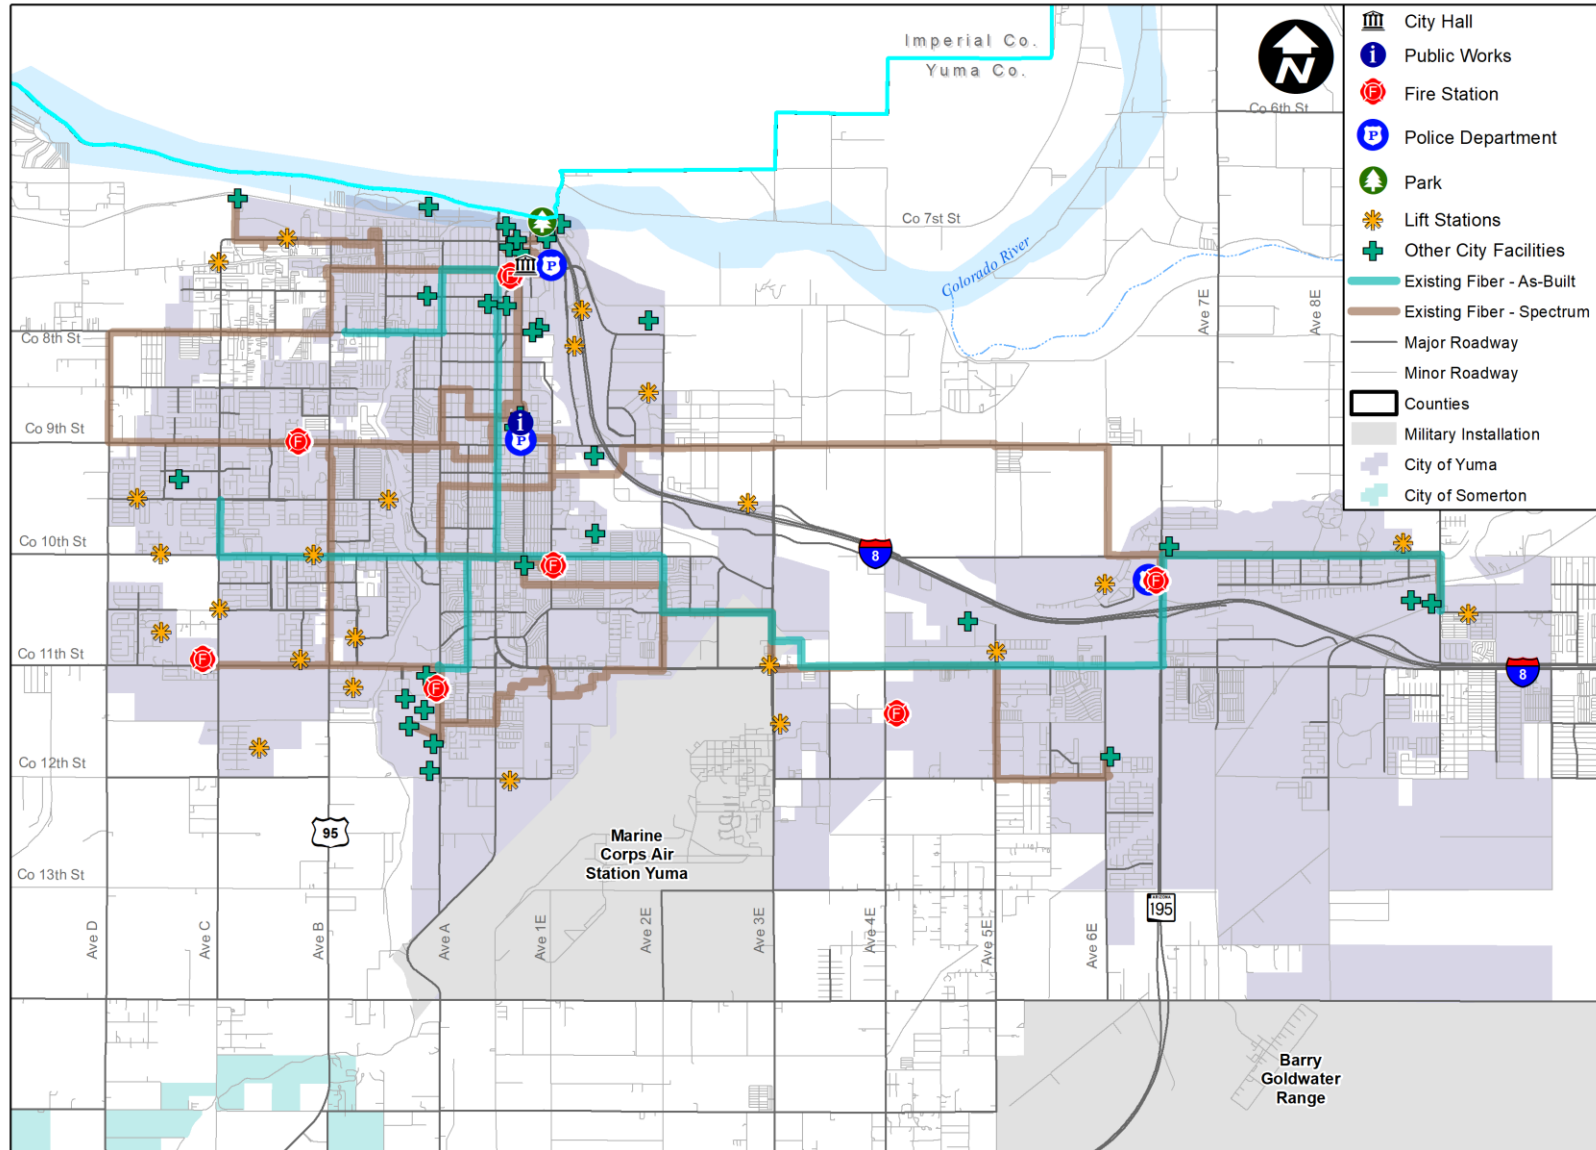 Imperial Co.
Yuma Co.
N
City Hall
i
Public Works
F
Fire Station
P
Police Department
Park
Lift Stations
Other City Facilities
Existing Fiber - As-Built
Existing Fiber - Spectrum
Major Roadway
Minor Roadway
Counties
Military Installation
City of Yuma
City of Somerton
Co 6th St
Co 7st St
Golorado River
Ave 7E
Ave 8E
Co 8th St
Co 9th St
Co 10th St
Co 11th St
Co 12th St
Co 13th St
F
P
F
i
P
F
8
P
F
F
F
F
8
95
Marine
Corps Air
Station Yuma
ARIZONA
195
Ave D
Ave C
Ave B
Ave A
Ave 1E
Ave 2E
Ave 3E
Ave 4E
Ave 5E
Ave 6E
Barry
Goldwater
Range